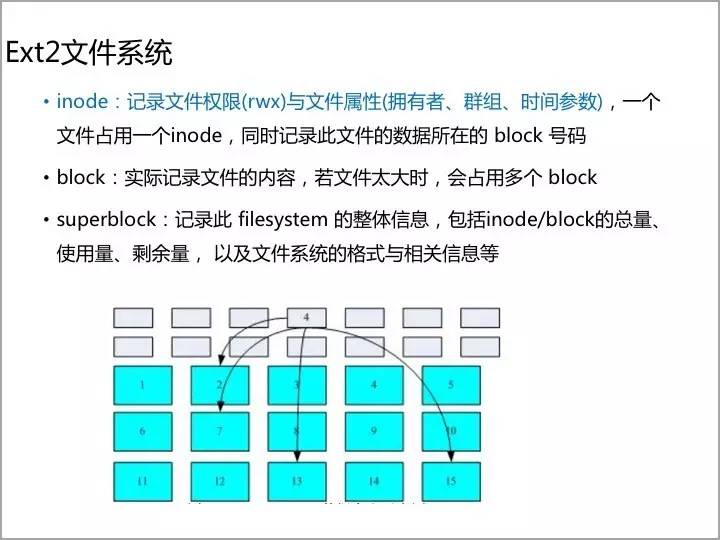 Ext2文件系统
• inode：记录文件权限(rwx)与文件属性(拥有者、群组、时间参数)，一个
文件占用一个inode，同时记录此文件的数据所在的 block 号码
• block：实际记录文件的内容，若文件太大时，会占用多个 block
• superblock：记录此 filesystem 的整体信息，包括inode/block的总量、
使用量、剩余量， 以及文件系统的格式与相关信息等
4
1 2 3 4 5
6 7 8 9 10
11 12 13 14 15